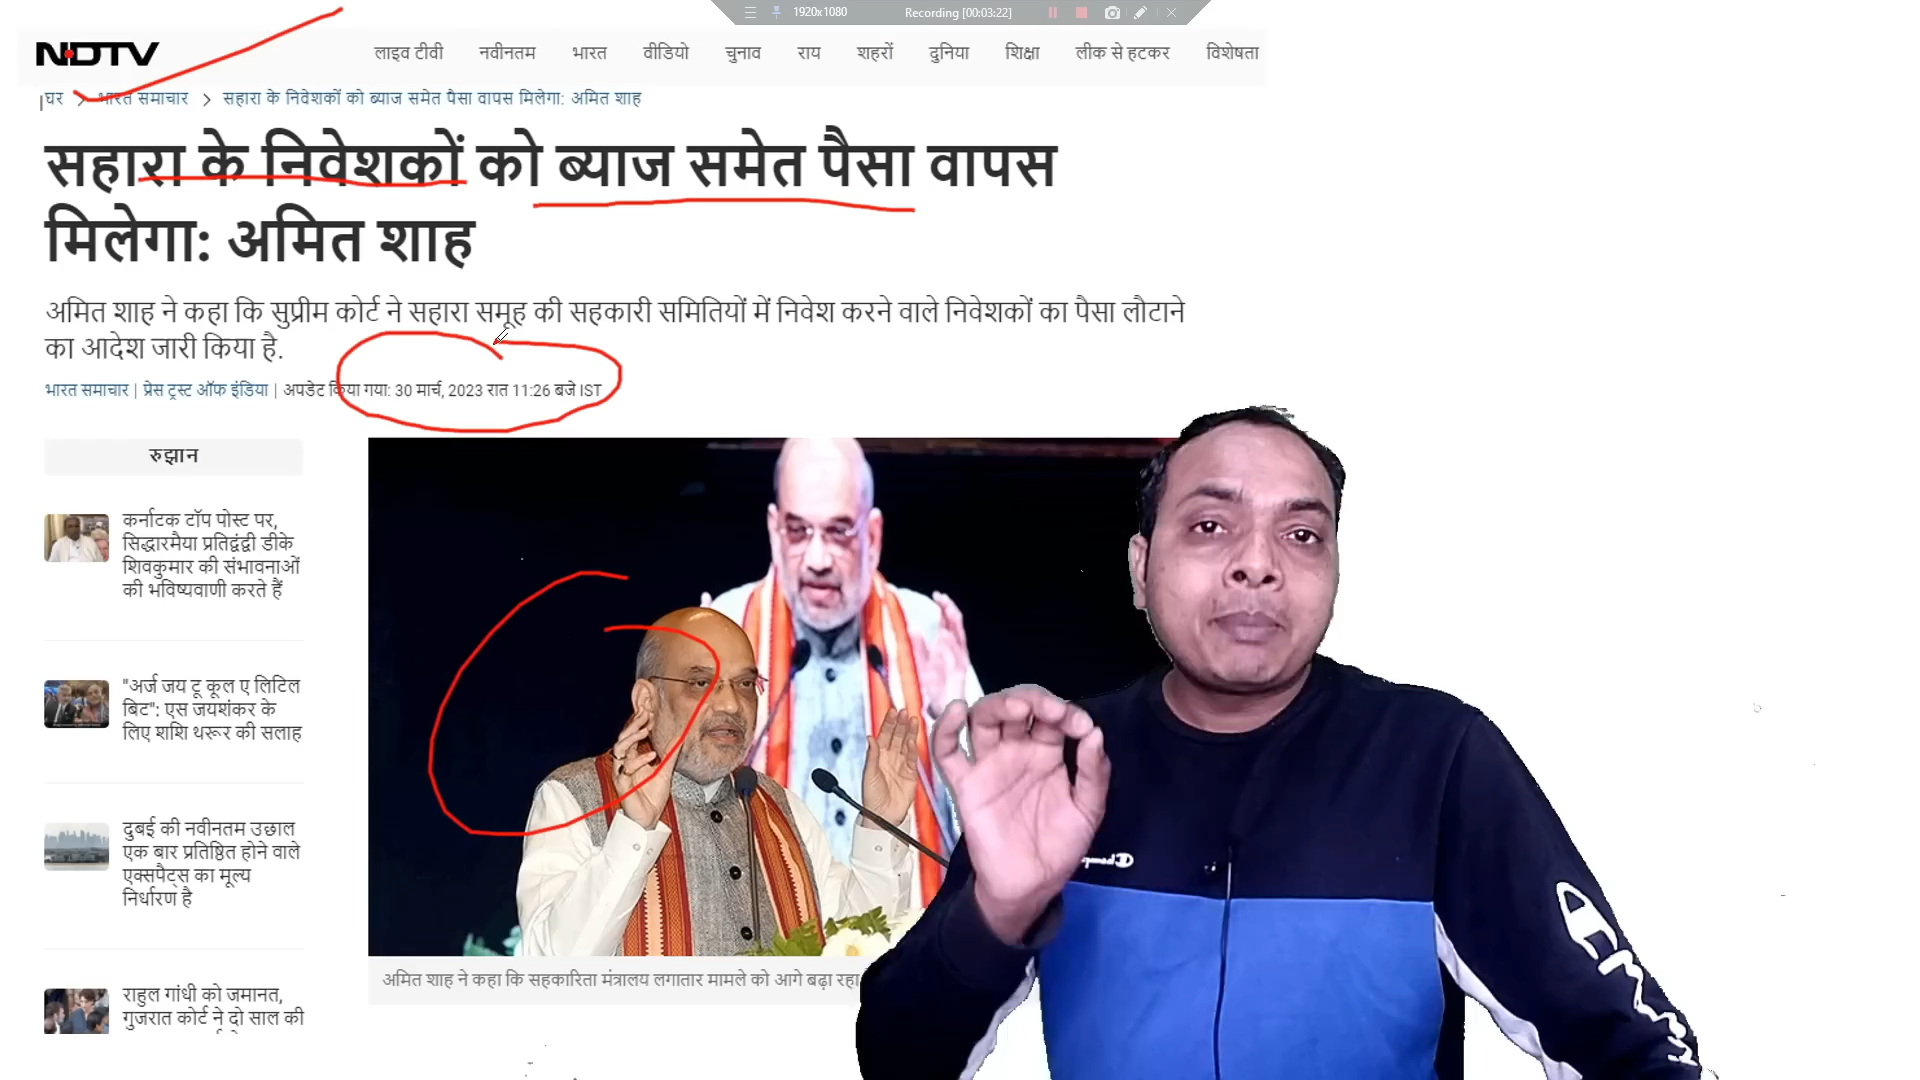 1920x1080
Recording [00:03:22]
NDTV
लाइव टीवी नवीनतम भारत वीडियो चुनाव राय शहरों दुनिया शिक्षा लीक से हटकर विशेषता
घर > भारत समाचार > सहारा के निवेशकों को ब्याज समेत पैसा वापस मिलेगा: अमित शाह
सहारा के निवेशकों को ब्याज समेत पैसा वापस
मिलेगा: अमित शाह
अमित शाह ने कहा कि सुप्रीम कोर्ट ने सहारा समूह की सहकारी समितियों में निवेश करने वाले निवेशकों का पैसा लौटाने
का आदेश जारी किया है.
भारत समाचार | प्रेस ट्रस्ट ऑफ इंडिया | अपडेट किया गया: 30 मार्च, 2023 रात 11:26 बजे IST
रुझान
कर्नाटक टॉप पोस्ट पर,
सिद्धारमैया प्रतिद्वंद्वी डीके
शिवकुमार की संभावनाओं
की भविष्यवाणी करते हैं
"अर्ज जय टू कूल ए लिटिल
बिट": एस जयशंकर के
लिए शशि थरूर की सलाह
दुबई की नवीनतम उछाल
एक बार प्रतिष्ठित होने वाले
एक्सपैट्स का मूल्य
निर्धारण है
राहुल गांधी को जमानत,
गुजरात कोर्ट ने दो साल की
अमित शाह ने कहा कि सहकारिता मंत्रालय लगातार मामले को आगे बढ़ा रहा